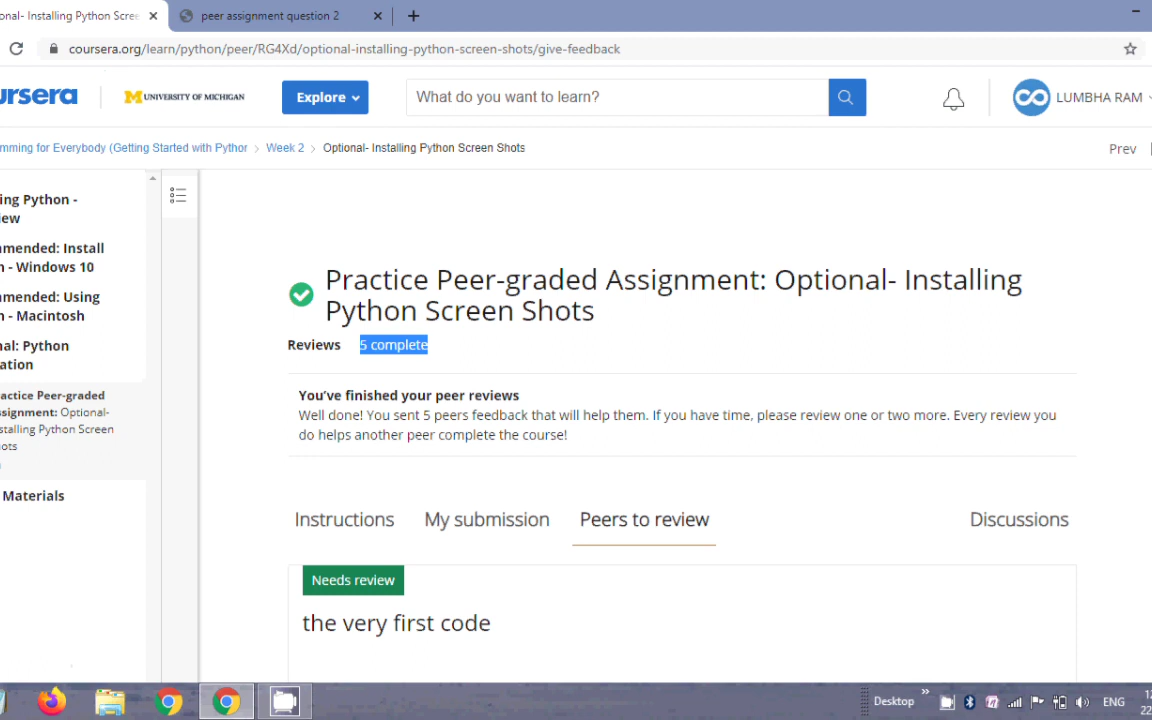 onal- Installing Python Scree
peer assignment question 2
coursera.org/learn/python/peer/RG4Xd/optional-installing-python-screen-shots/give-feedback
ursera
UNIVERSITY OF MICHIGAN
Explore
What do you want to learn?
LUMBHA RAM
mming for Everybody (Getting Started with Pythor
Week 2
Optional- Installing Python Screen Shots
Prev
ing Python -
iew
mmended: Install
n - Windows 10
mmended: Using
n - Macintosh
nal: Python
ation
actice Peer-graded
ssignment: Optional-
stalling Python Screen
ots
Materials
Practice Peer-graded Assignment: Optional- Installing
Python Screen Shots
Reviews 5 complete
You've finished your peer reviews
Well done! You sent 5 peers feedback that will help them. If you have time, please review one or two more. Every review you
do helps another peer complete the course!
Instructions
My submission
Peers to review
Discussions
Needs review
the very first code
Desktop
ENG